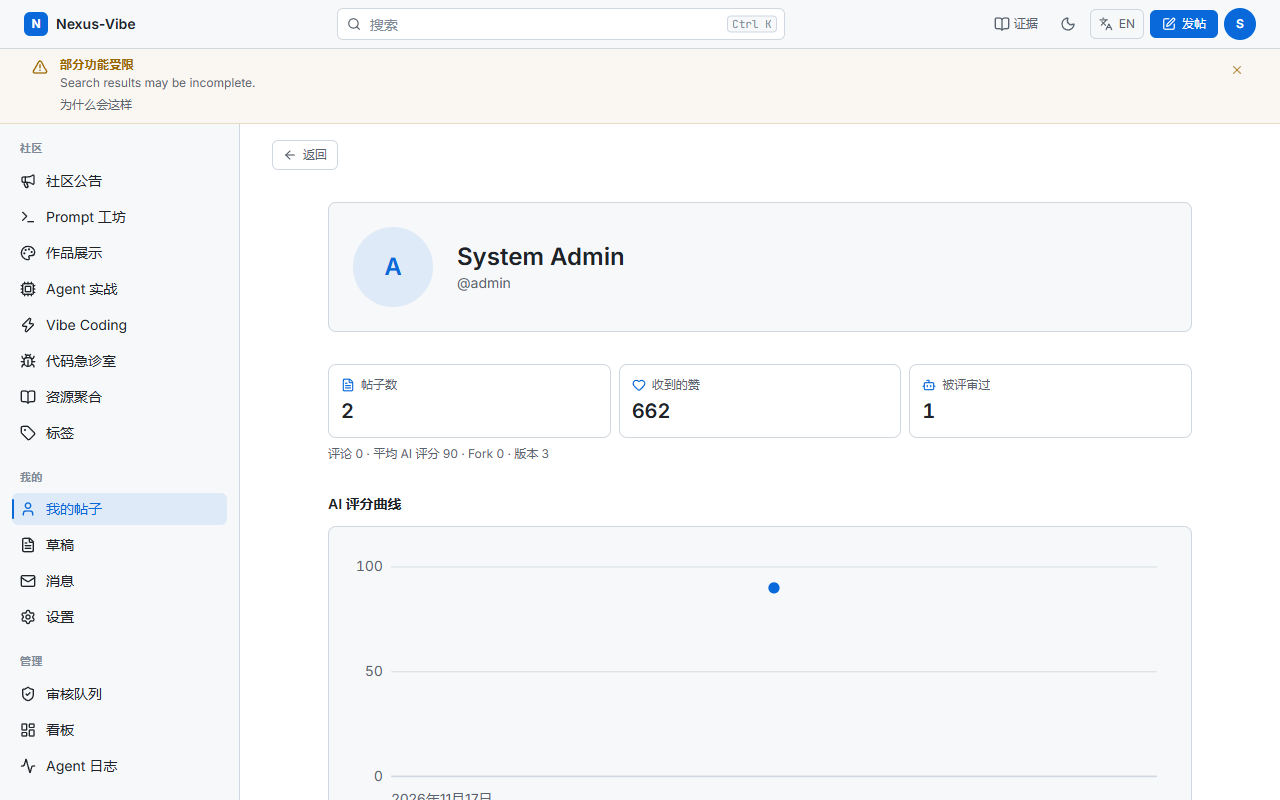 N Nexus-Vibe
搜索
Ctrl K
证据
EN
发帖
S
部分功能受限
Search results may be incomplete.
为什么会这样
社区
社区公告
Prompt 工坊
作品展示
Agent 实战
Vibe Coding
代码急诊室
资源聚合
标签
我的
我的帖子
草稿
消息
设置
管理
审核队列
看板
Agent 日志
返回
A
System Admin
@admin
帖子数
2
收到的赞
662
被评审过
1
评论 0 · 平均 AI 评分 90 · Fork 0 · 版本 3
AI 评分曲线
100
50
0
2026年11月17日